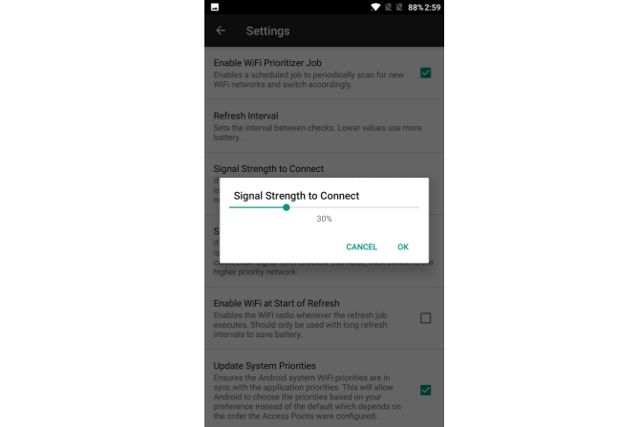 88% 2:59
Settings
Enable WiFi Prioritizer Job
Enables a scheduled job to periodically scan for new
WiFi networks and switch accordingly.
Refresh Interval
Sets the interval between checks. Lower values use more
battery.
Signal Strength to Connect
Signal Strength to Connect
30%
CANCEL
OK
higher priority network.
Enable WiFi at Start of Refresh
Enables the WiFi radio whenever the refresh job
executes. Should only be used with long refresh
intervals to save battery.
Update System Priorities
Ensures the Android system WiFi priorities are in
sync with the application priorities. This will allow
Android to choose the priorities based on your
preference instead of the default which depends on
the order the Access Points were configured.